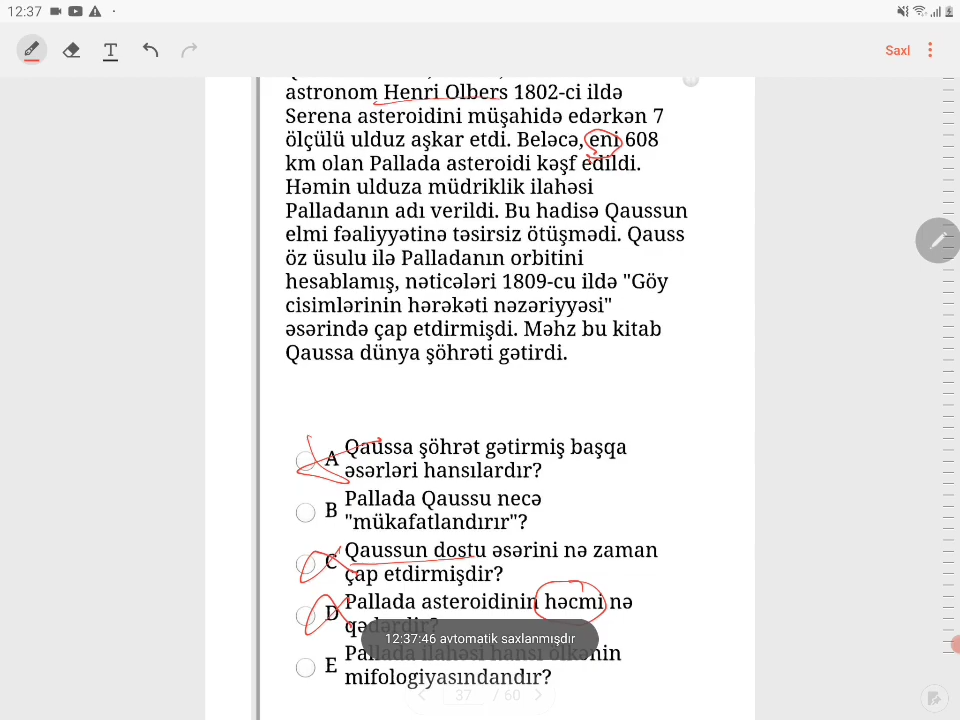 12:37
T
Saxl
astronom Henri Olbers 1802-ci ildə
Serena asteroidini müşahidə edərkən 7
ölçülü ulduz aşkar etdi. Beləcə, eni 608
km olan Pallada asteroidi kəşf edildi.
Həmin ulduza müdriklik ilahəsi
Palladanın adı verildi. Bu hadisə Qaussun
elmi fəaliyyətinə təsirsiz ötüşmədi. Qauss
öz üsulu ilə Palladanın orbitini
hesablamış, nəticələri 1809-cu ildə "Göy
cisimlərinin hərəkəti nəzəriyyəsi"
əsərində çap etdirmişdi. Məhz bu kitab
Qaussa dünya şöhrəti gətirdi.
A Qaussa şöhrət gətirmiş başqa
əsərləri hansılardır?
B Pallada Qaussu necə
"mükafatlandırır"?
C Qaussun dostu əsərini nə zaman
çap etdirmişdir?
D Pallada asteroidinin həcmi nə
qədərdir?
12:37:46 avtomatik saxlanmışdır
E Pallada ilahəsi hansı ölkənin
mifologiyasındandır?
37 / 60